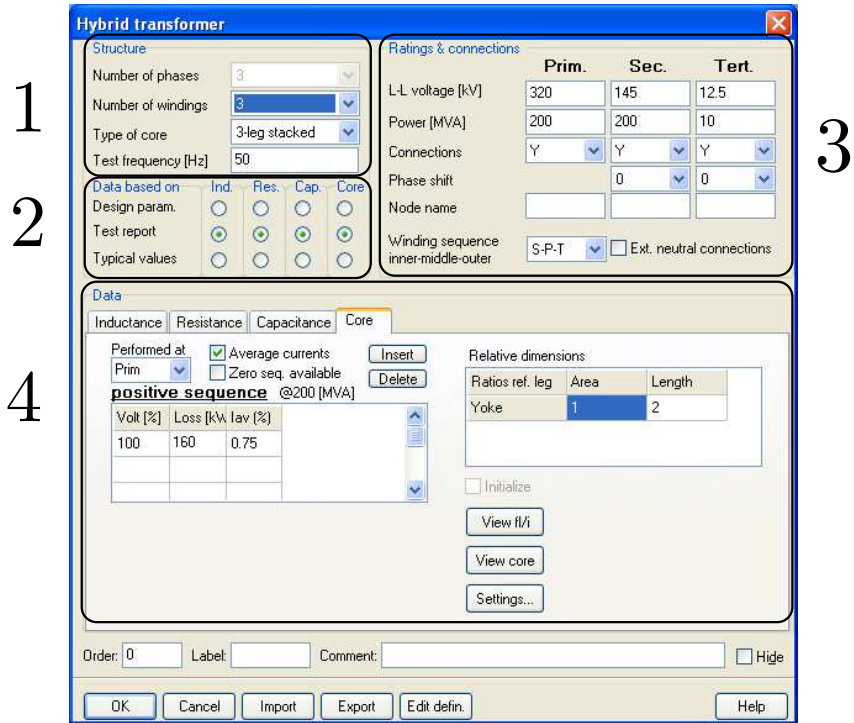 Hybrid transformer
1
Structure
Number of phases 3
Number of windings 3
Type of core 3-leg stacked
Test frequency [Hz] 50
2
Data based on Ind. Res. Cap. Core
Design param.
Test report
Typical values
3
Ratings & connections
Prim. Sec. Tert.
L-L voltage [kV] 320 145 12.5
Power [MVA] 200 200 10
Connections Y Y Y
Phase shift 0 0
Node name
Winding sequence
inner-middle-outer S-P-T Ext. neutral connections
4
Data
Inductance Resistance Capacitance Core
Performed at
Prim
Average currents
Zero seq. available
Insert
Delete
positive sequence @200 [MVA]
Volt [%] Loss [kW Iav (%)
100 160 0.75
Relative dimensions
Ratios ref. leg Area Length
Yoke 1 2
Initialize
View fl/i
View core
Settings...
Order: 0 Label: Comment: Hide
OK Cancel Import Export Edit defin. Help